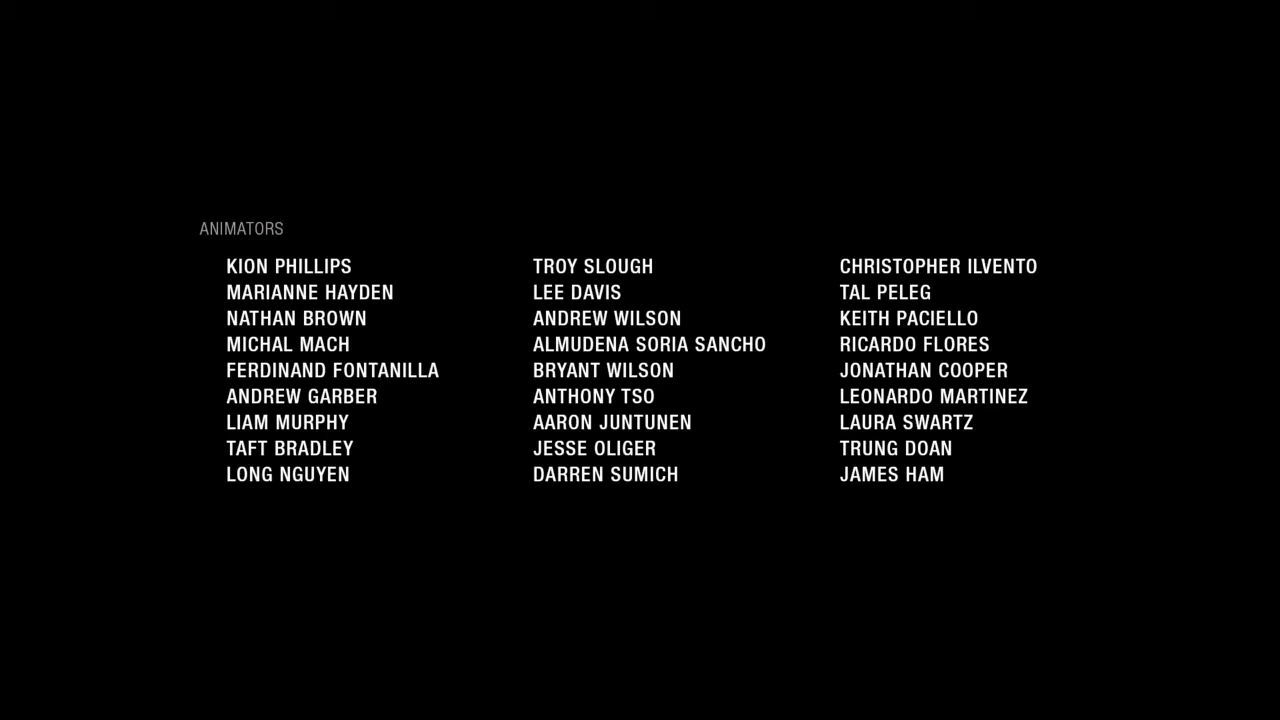 ANIMATORS
KION PHILLIPS
MARIANNE HAYDEN
NATHAN BROWN
MICHAL MACH
FERDINAND FONTANILLA
ANDREW GARBER
LIAM MURPHY
TAFT BRADLEY
LONG NGUYEN
TROY SLOUGH
LEE DAVIS
ANDREW WILSON
ALMUDENA SORIA SANCHO
BRYANT WILSON
ANTHONY TSO
AARON JUNTUNEN
JESSE OLIGER
DARREN SUMICH
CHRISTOPHER ILVENTO
TAL PELEG
KEITH PACIELLO
RICARDO FLORES
JONATHAN COOPER
LEONARDO MARTINEZ
LAURA SWARTZ
TRUNG DOAN
JAMES HAM